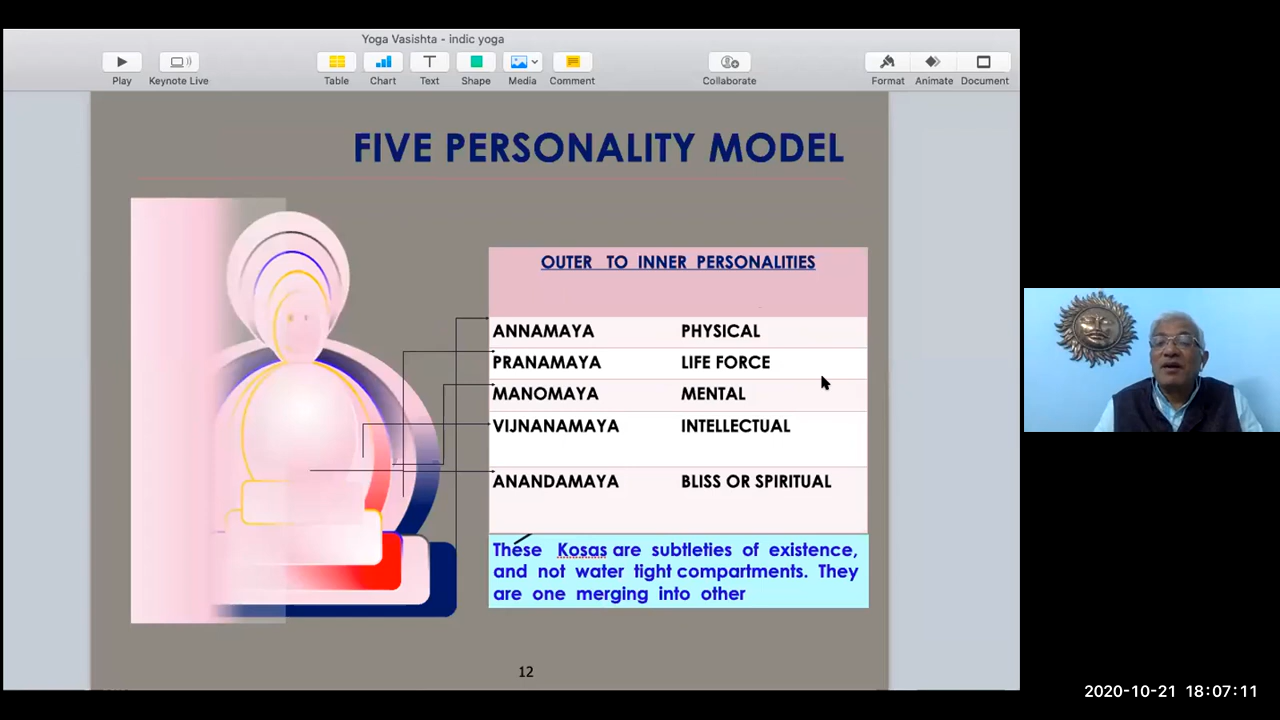 Yoga Vasishta - indic yoga
Play
Keynote Live
Table
Chart
Text
Shape
Media
Comment
Collaborate
Format
Animate
Document
FIVE PERSONALITY MODEL
OUTER TO INNER PERSONALITIES
ANNAMAYA PHYSICAL
PRANAMAYA LIFE FORCE
MANOMAYA MENTAL
VIJNANAMAYA INTELLECTUAL
ANANDAMAYA BLISS OR SPIRITUAL
These Kosas are subtleties of existence,
and not water tight compartments. They
are one merging into other
12
2020-10-21 18:07:11